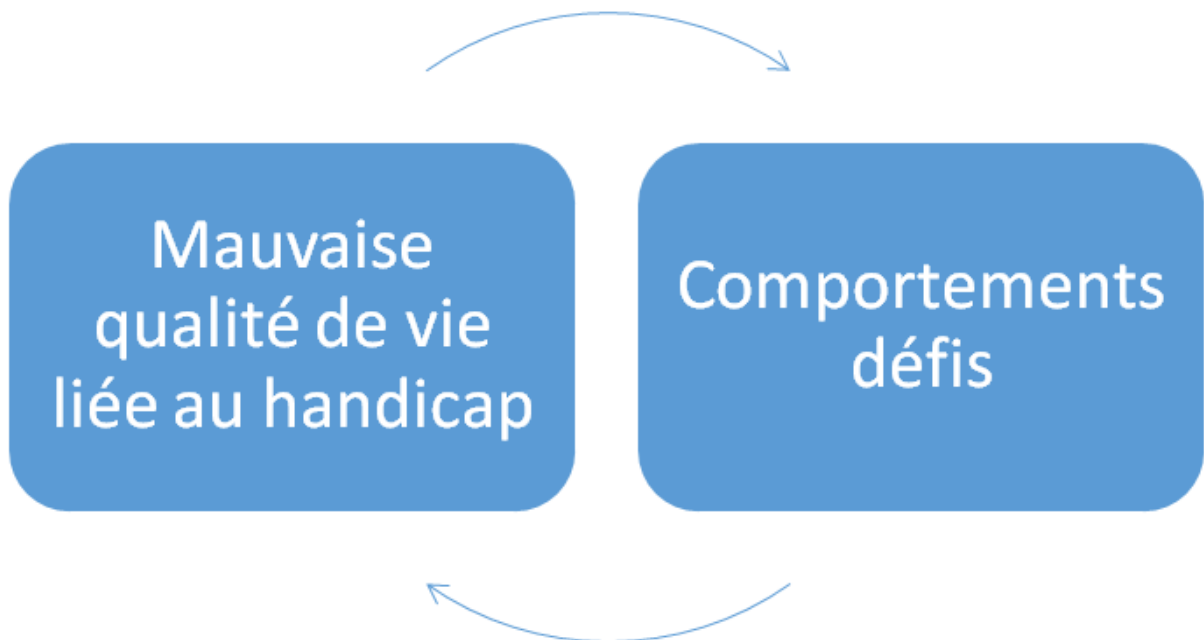 Mauvaise
qualité de vie
liée au handicap
Comportements
défis